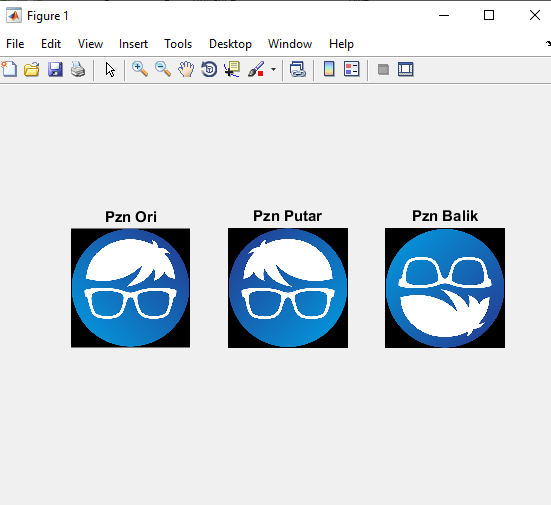 Figure 1
File Edit View Insert Tools Desktop Window Help
Pzn Ori Pzn Putar Pzn Balik